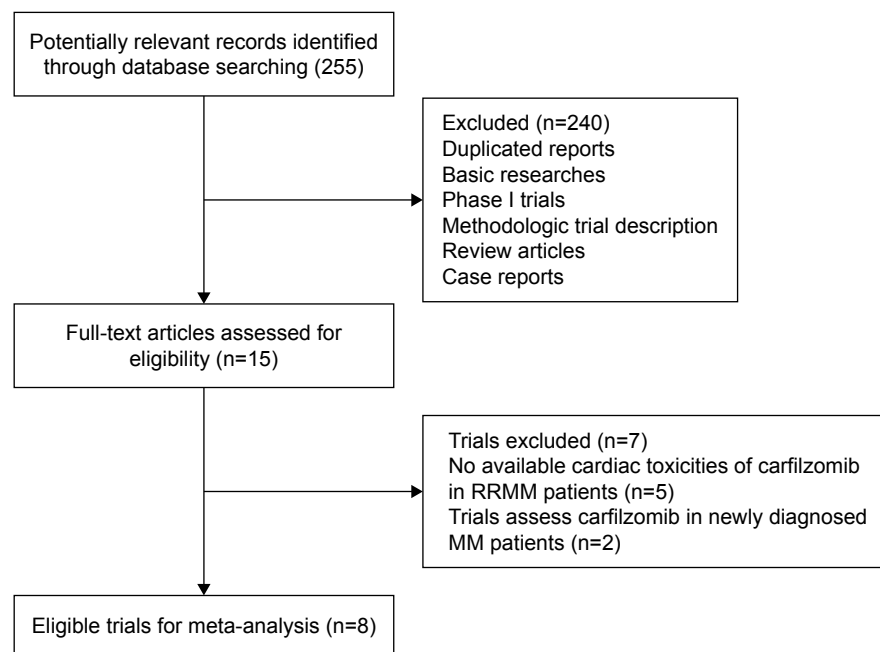 Potentially relevant records identified
through database searching (255)
Excluded (n=240)
Duplicated reports
Basic researches
Phase I trials
Methodologic trial description
Review articles
Case reports
Full-text articles assessed for
eligibility (n=15)
Trials excluded (n=7)
No available cardiac toxicities of carfilzomib
in RRMM patients (n=5)
Trials assess carfilzomib in newly diagnosed
MM patients (n=2)
Eligible trials for meta-analysis (n=8)